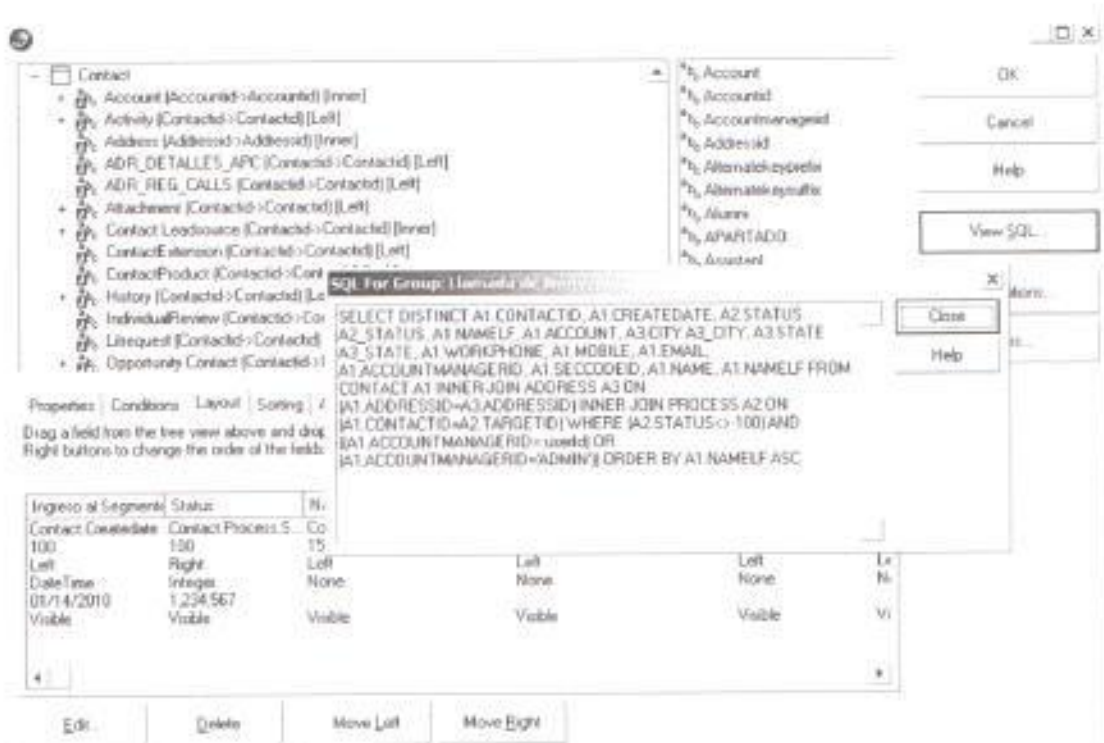 Contact
Account (Accountid->Accountid) [Inner]
Activity (Contactid->Contactid) [Left]
Address (Addressid->Addressid) [Inner]
ADR_DETALLES_APC (Contactid->Contactid) [Left]
ADR_REG_CALLS (Contactid->Contactid) [Left]
Attachment (Contactid->Contactid) [Left]
Contact Leadsource (Contactid->Contactid) [Inner]
ContactExtension (Contactid->Contactid) [Left]
ContactProduct (Contactid->Cont
History (Contactid->Contactid) [Le
IndividualReview (Contactid->Con
Litrequest (Contactid->Contactid)
Opportunity Contact (Contactid->
Account
Accountid
Accountmanagerid
Addressid
Alternatekeyprefix
Alternatekeysuffix
Alumni
APARTADO
Assistant
OK
Cancel
Help
View SQL...
SQL For Group: Llamada de
SELECT DISTINCT A1.CONTACTID, A1.CREATEDATE, A2.STATUS
A2_STATUS, A1.NAMELF, A1.ACCOUNT, A3.CITY A3_CITY, A3.STATE
A3_STATE, A1.WORKPHONE, A1.MOBILE, A1.EMAIL,
A1.ACCOUNTMANAGERID, A1.SECCODEID, A1.NAME, A1.NAMELF FROM
CONTACT A1 INNER JOIN ADDRESS A3 ON
(A1.ADDRESSID=A3.ADDRESSID) INNER JOIN PROCESS A2 ON
(A1.CONTACTID=A2.TARGETID) WHERE (A2.STATUS<> 100) AND
((A1.ACCOUNTMANAGERID= userid) OR
(A1.ACCOUNTMANAGERID='ADMIN')) ORDER BY A1.NAMELF ASC
Close
Help
Properties Conditions Layout Sorting
Drag a field from the tree view above and drop
Right buttons to change the order of the fields
Ingreso al Segmento Status
Contact Createdate Contact Process.S... Co
100 100 15
Left Right Left Left Left Le
DateTime Integer None None None N
01/14/2010 1,234,567
Visible Visible Visible Visible Visible Vi
Edit... Delete Move Left Move Right